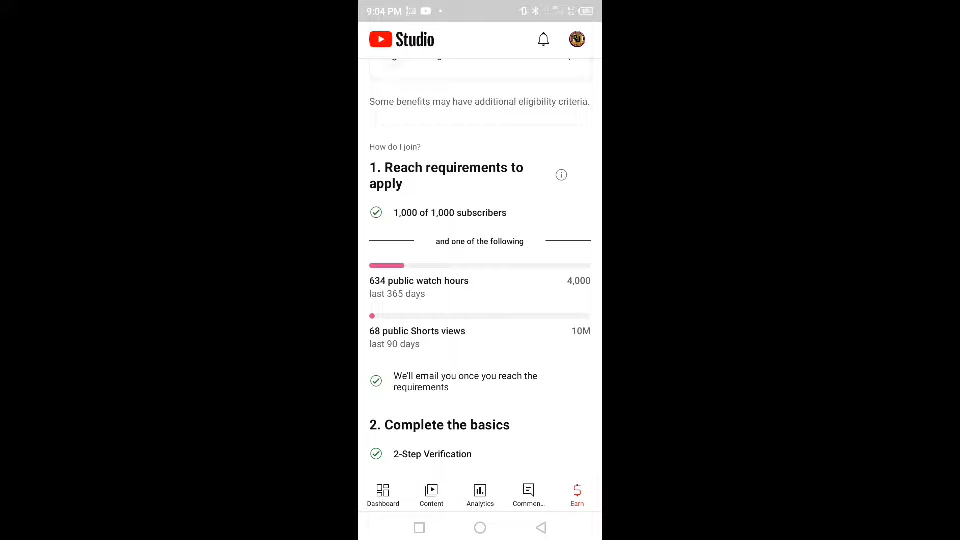 9:04 PM
Studio
Some benefits may have additional eligibility criteria.
How do I join?
1. Reach requirements to
apply
1,000 of 1,000 subscribers
and one of the following
634 public watch hours
4,000
last 365 days
68 public Shorts views
10M
last 90 days
We'll email you once you reach the
requirements
2. Complete the basics
2-Step Verification
Dashboard
Content
Analytics
Commen...
Earn